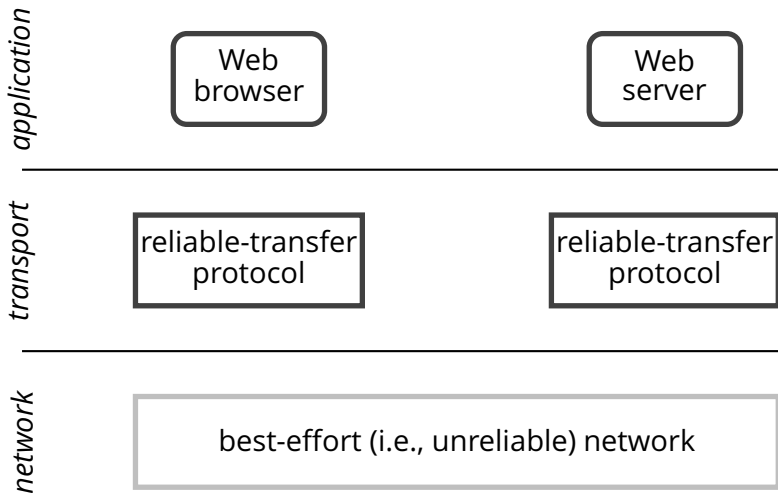 application
Web
browser
Web
server
transport
reliable-transfer
protocol
reliable-transfer
protocol
network
best-effort (i.e., unreliable) network